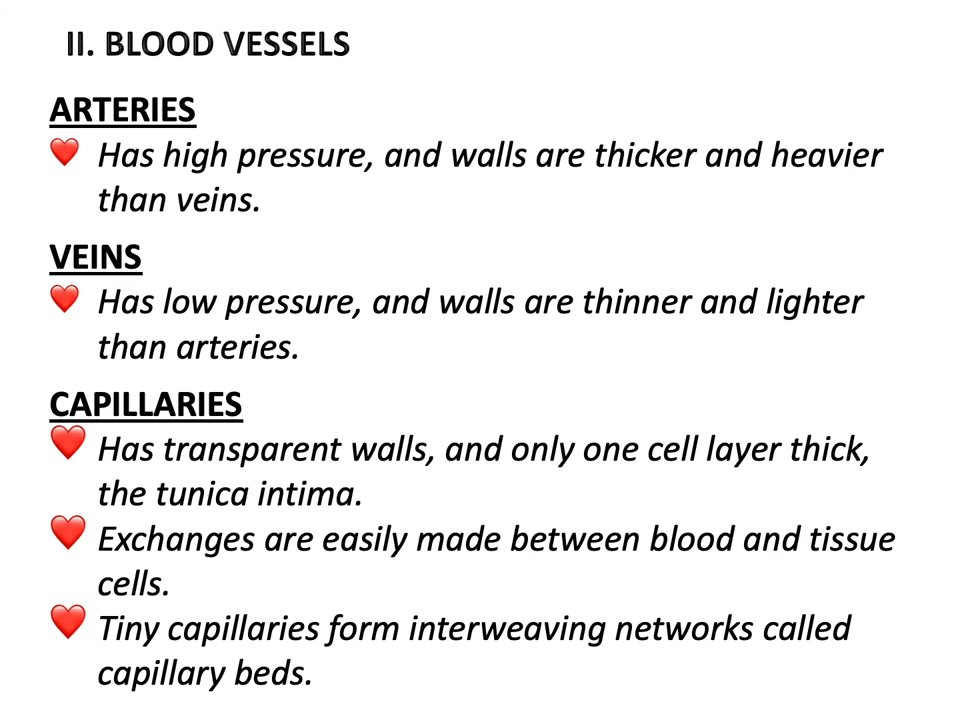 II. BLOOD VESSELS
ARTERIES
Has high pressure, and walls are thicker and heavier
than veins.
VEINS
Has low pressure, and walls are thinner and lighter
than arteries.
CAPILLARIES
Has transparent walls, and only one cell layer thick,
the tunica intima.
Exchanges are easily made between blood and tissue
cells.
Tiny capillaries form interweaving networks called
capillary beds.